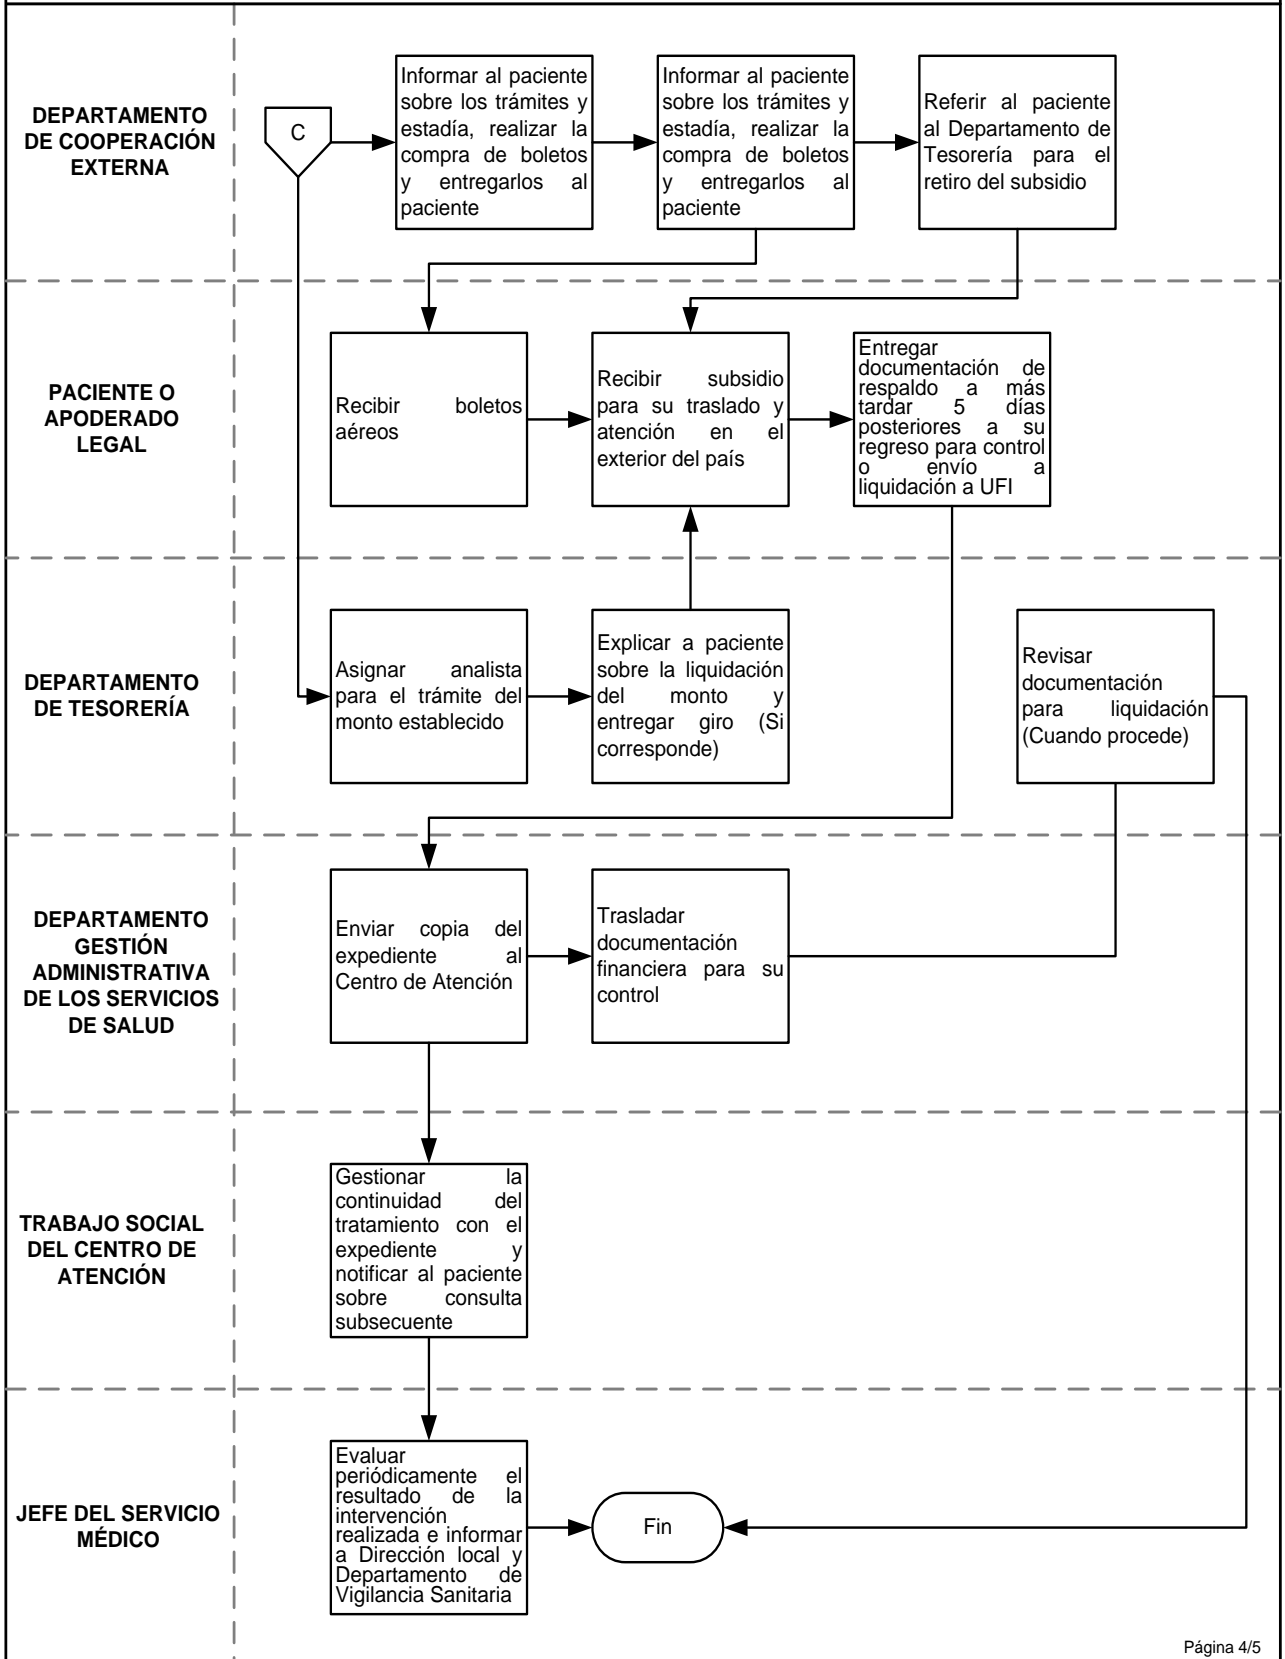 DEPARTAMENTO
DE COOPERACIÓN
EXTERNA
C
Informar al paciente
sobre los trámites y
estadía, realizar la
compra de boletos
y entregarlos al
paciente
Informar al paciente
sobre los trámites y
estadía, realizar la
compra de boletos
y entregarlos al
paciente
Referir al paciente
al Departamento de
Tesorería para el
retiro del subsidio
PACIENTE O
APODERADO
LEGAL
Recibir boletos
aéreos
Recibir subsidio
para su traslado y
atención en el
exterior del país
Entregar
documentación de
respaldo a más
tardar 5 días
posteriores a su
regreso para control
o envío a
liquidación a UFI
DEPARTAMENTO
DE TESORERÍA
Asignar analista
para el trámite del
monto establecido
Explicar a paciente
sobre la liquidación
del monto y
entregar giro (Si
corresponde)
Revisar
documentación
para liquidación
(Cuando procede)
DEPARTAMENTO
GESTIÓN
ADMINISTRATIVA
DE LOS SERVICIOS
DE SALUD
Enviar copia del
expediente al
Centro de Atención
Trasladar
documentación
financiera para su
control
TRABAJO SOCIAL
DEL CENTRO DE
ATENCIÓN
Gestionar la
continuidad del
tratamiento con el
expediente y
notificar al paciente
sobre consulta
subsecuente
JEFE DEL SERVICIO
MÉDICO
Evaluar
periódicamente el
resultado de la
intervención
realizada e informar
a Dirección local y
Departamento de
Vigilancia Sanitaria
Fin
Página 4/5